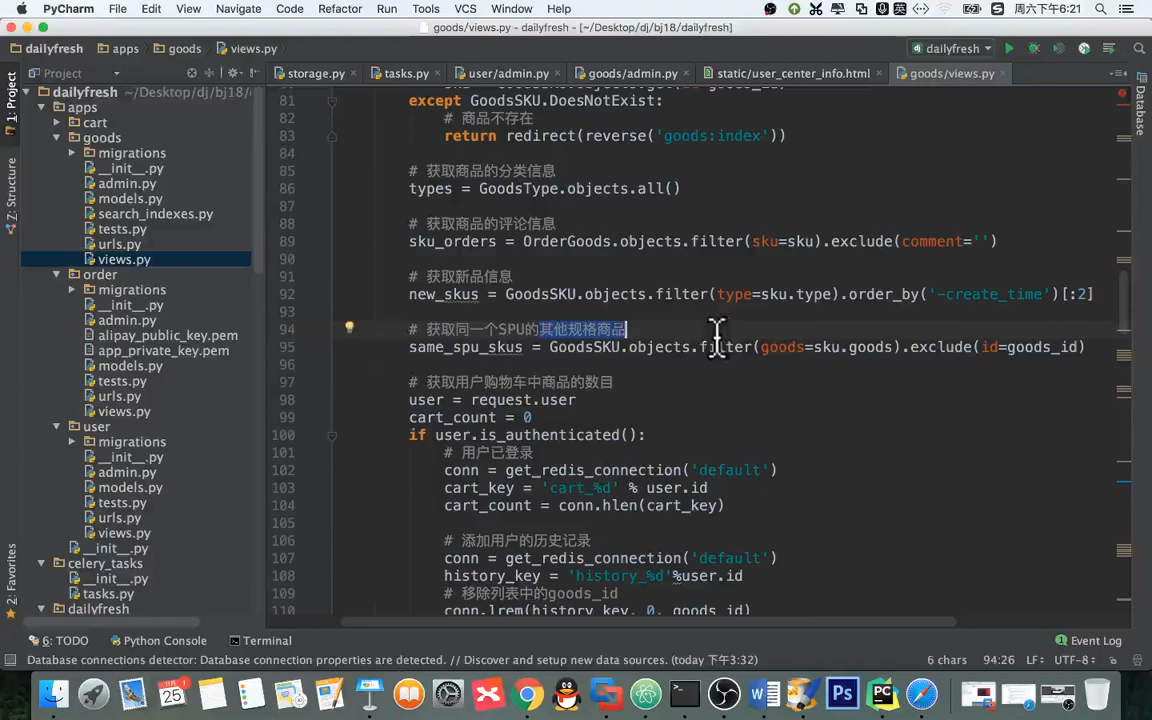 PyCharm File Edit View Navigate Code Refactor Run Tools VCS Window Help 周六下午6:21
goods/views.py - dailyfresh - [~/Desktop/dj/bj18/dailyfresh]
dailyfresh apps goods views.py dailyfresh
Project storage.py tasks.py user/admin.py goods/admin.py static/user_center_info.html goods/views.py
1: Project
Z: Structure
2: Favorites
Database
dailyfresh ~/Desktop/dj/bj18/
apps
cart
goods
migrations
__init__.py
admin.py
models.py
search_indexes.py
tests.py
urls.py
views.py
order
migrations
__init__.py
admin.py
alipay_public_key.pem
app_private_key.pem
models.py
tests.py
urls.py
views.py
user
migrations
__init__.py
admin.py
models.py
tests.py
urls.py
views.py
__init__.py
celery_tasks
__init__.py
tasks.py
dailyfresh
81 except GoodsSKU.DoesNotExist:
82 # 商品不存在
83 return redirect(reverse('goods:index'))
84
85 # 获取商品的分类信息
86 types = GoodsType.objects.all()
87
88 # 获取商品的评论信息
89 sku_orders = OrderGoods.objects.filter(sku=sku).exclude(comment='')
90
91 # 获取新品信息
92 new_skus = GoodsSKU.objects.filter(type=sku.type).order_by('-create_time')[:2]
93
94 # 获取同一个SPU的其他规格商品
95 same_spu_skus = GoodsSKU.objects.filter(goods=sku.goods).exclude(id=goods_id)
96
97 # 获取用户购物车中商品的数目
98 user = request.user
99 cart_count = 0
100 if user.is_authenticated():
101 # 用户已登录
102 conn = get_redis_connection('default')
103 cart_key = 'cart_%d' % user.id
104 cart_count = conn.hlen(cart_key)
105
106 # 添加用户的历史记录
107 conn = get_redis_connection('default')
108 history_key = 'history_%d'%user.id
109 # 移除列表中的goods_id
110 conn.lrem(history_key, 0, goods_id)
6: TODO Python Console Terminal 1 Event Log
Database connections detector: Database connection properties are detected. // Discover and setup new data sources. (today 下午3:32) 6 chars 94:26 LF UTF-8
25 Ps PC